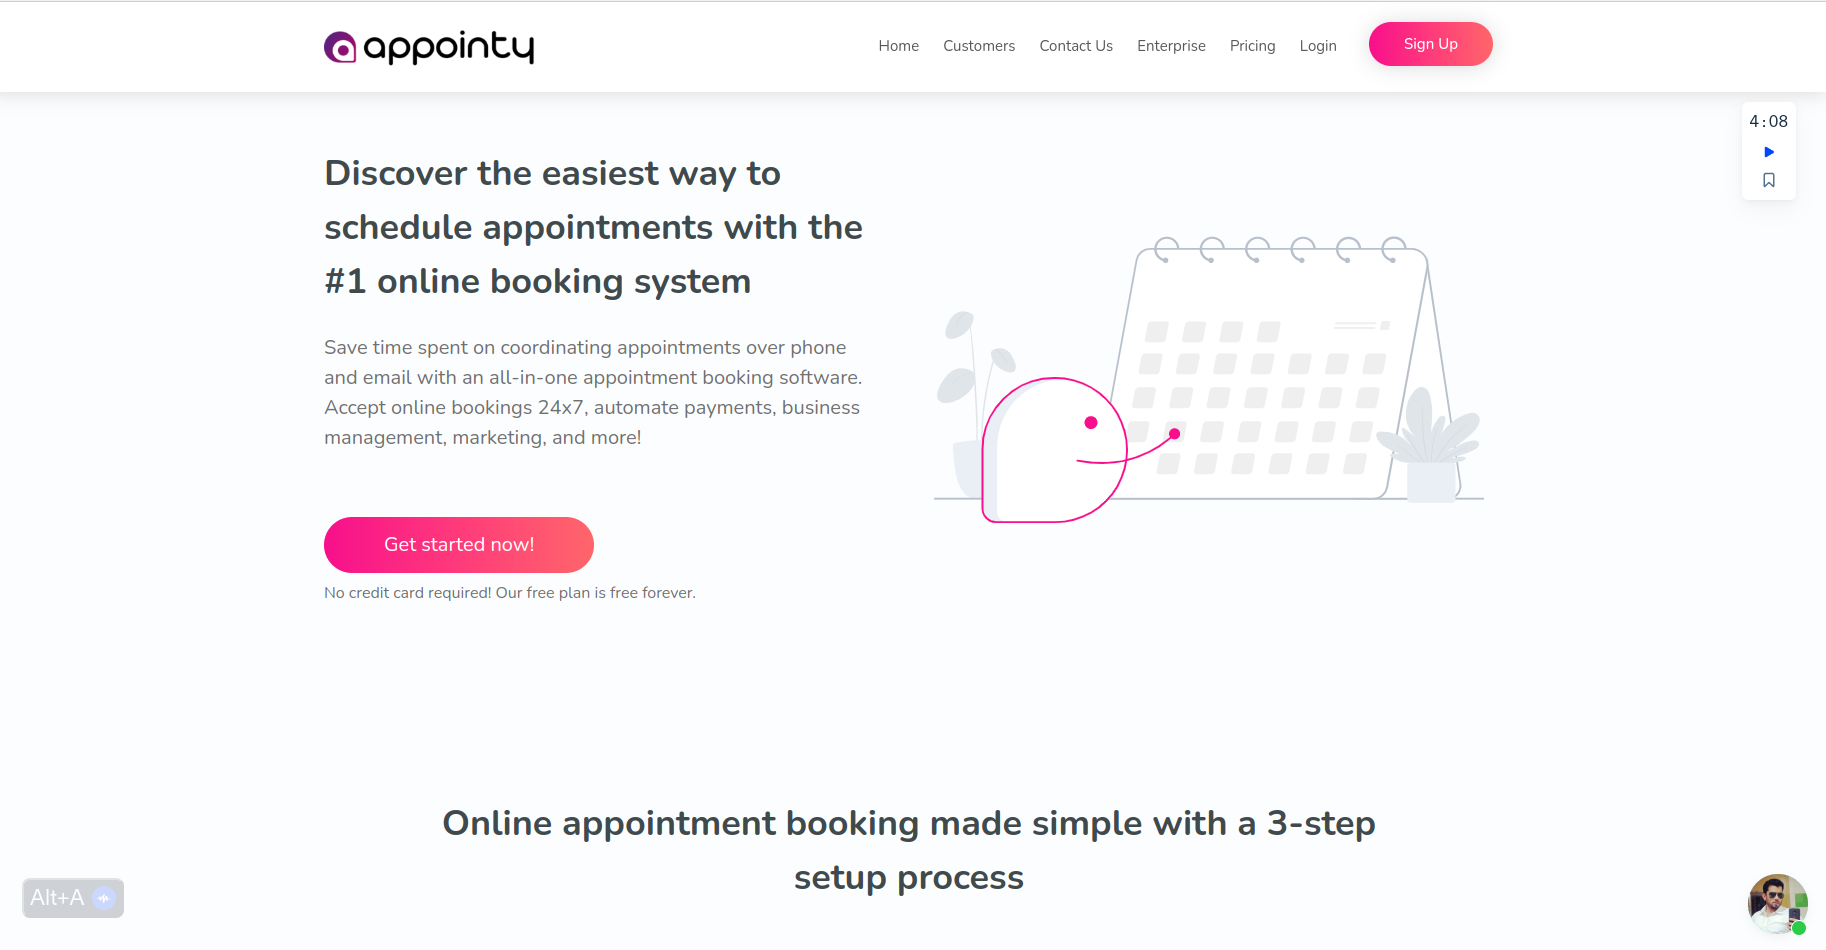 appointy
Home Customers Contact Us Enterprise Pricing Login Sign Up
4:08
Discover the easiest way to
schedule appointments with the
#1 online booking system
Save time spent on coordinating appointments over phone
and email with an all-in-one appointment booking software.
Accept online bookings 24x7, automate payments, business
management, marketing, and more!
Get started now!
No credit card required! Our free plan is free forever.
Online appointment booking made simple with a 3-step
setup process
Alt+A